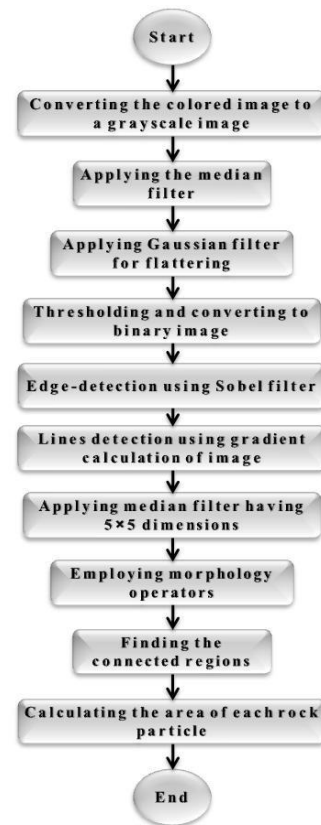 Start
Converting the colored image to
a grayscale image
Applying the median
filter
Applying Gaussian filter
for flattering
Thresholding and converting to
binary image
Edge-detection using Sobel filter
Lines detection using gradient
calculation of image
Applying median filter having
5×5 dimensions
Employing morphology
operators
Finding the
connected regions
Calculating the area of each rock
particle
End